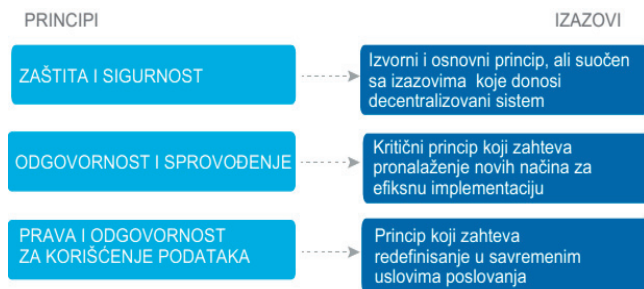 PRINCIPI
IZAZOVI
ZAŠTITA I SIGURNOST
Izvorni i osnovni princip, ali suočen
sa izazovima koje donosi
decentralizovani sistem
ODGOVORNOST I SPROVOĐENJE
Kritični princip koji zahteva
pronalaženje novih načina za
efiksnu implementaciju
PRAVA I ODGOVORNOST
ZA KORIŠĆENJE PODATAKA
Princip koji zahteva
redefinisanje u savremenim
uslovima poslovanja